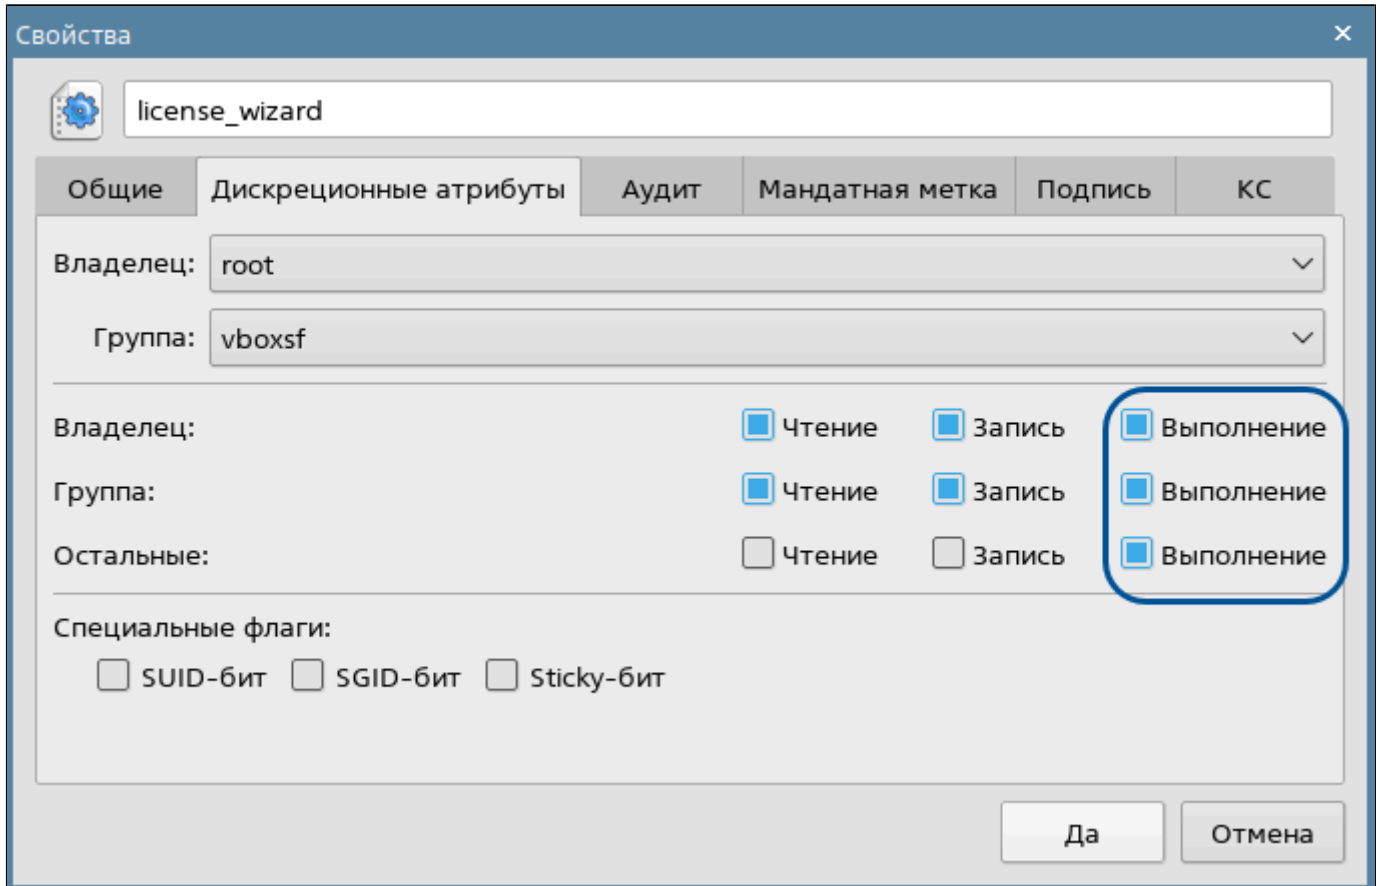 Свойства
license_wizard
Общие Дискреционные атрибуты Аудит Мандатная метка Подпись КС
Владелец: root
Группа: vboxsf
Владелец: Чтение Запись Выполнение
Группа: Чтение Запись Выполнение
Остальные: Чтение Запись Выполнение
Специальные флаги:
SUID-бит SGID-бит Sticky-бит
Да Отмена